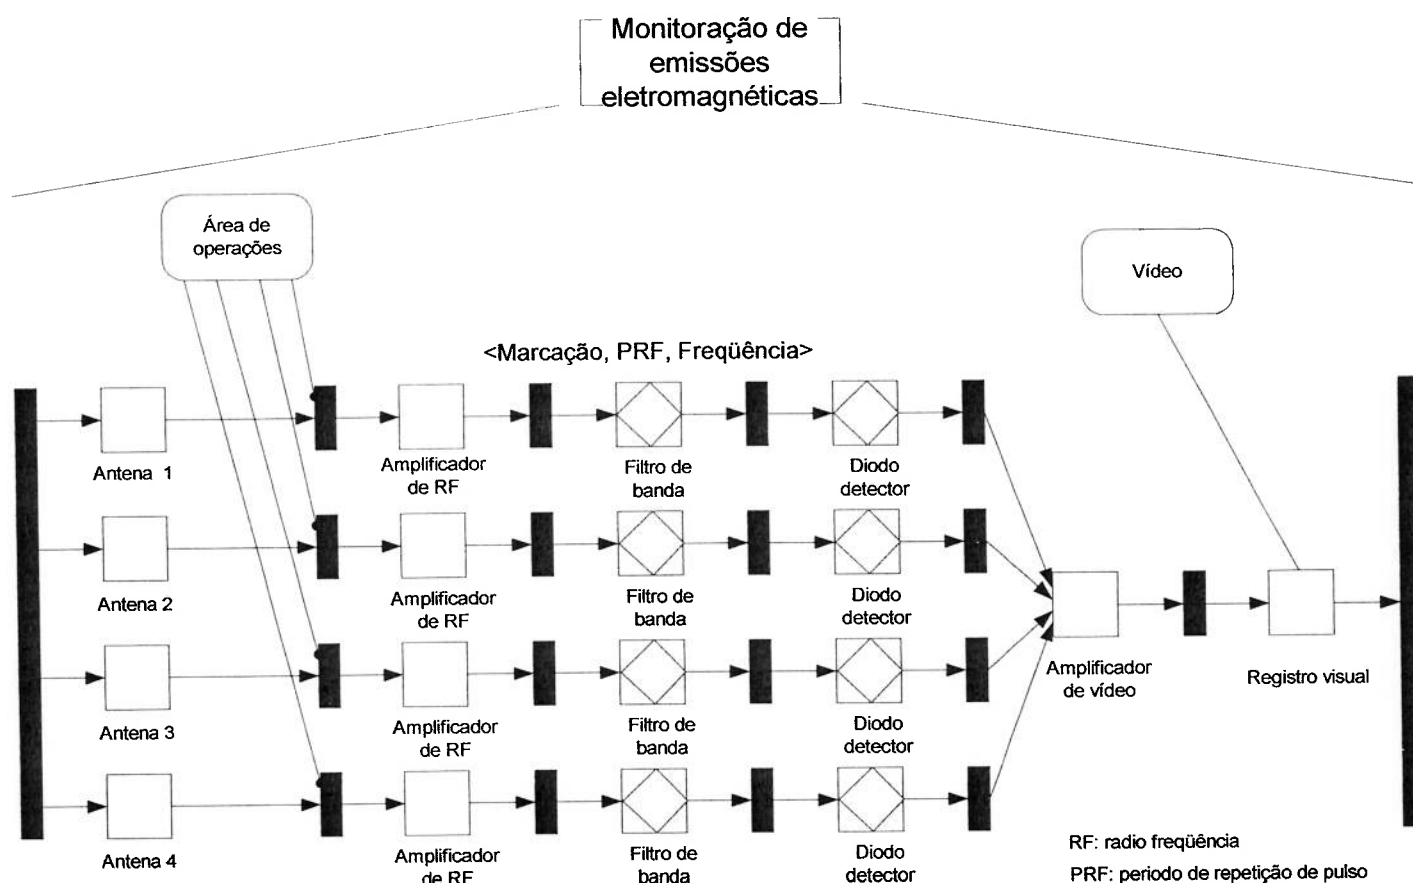 Monitoração de
emissões
eletromagnéticas
Área de
operações
Vídeo
<Marcação, PRF, Freqüência>
Antena 1
Amplificador
de RF
Filtro de
banda
Diodo
detector
Antena 2
Amplificador
de RF
Filtro de
banda
Diodo
detector
Amplificador
de vídeo
Registro visual
Antena 3
Amplificador
de RF
Filtro de
banda
Diodo
detector
Antena 4
Amplificador
de RF
Filtro de
banda
Diodo
detector
RF: radio freqüência
PRF: periodo de repetição de pulso